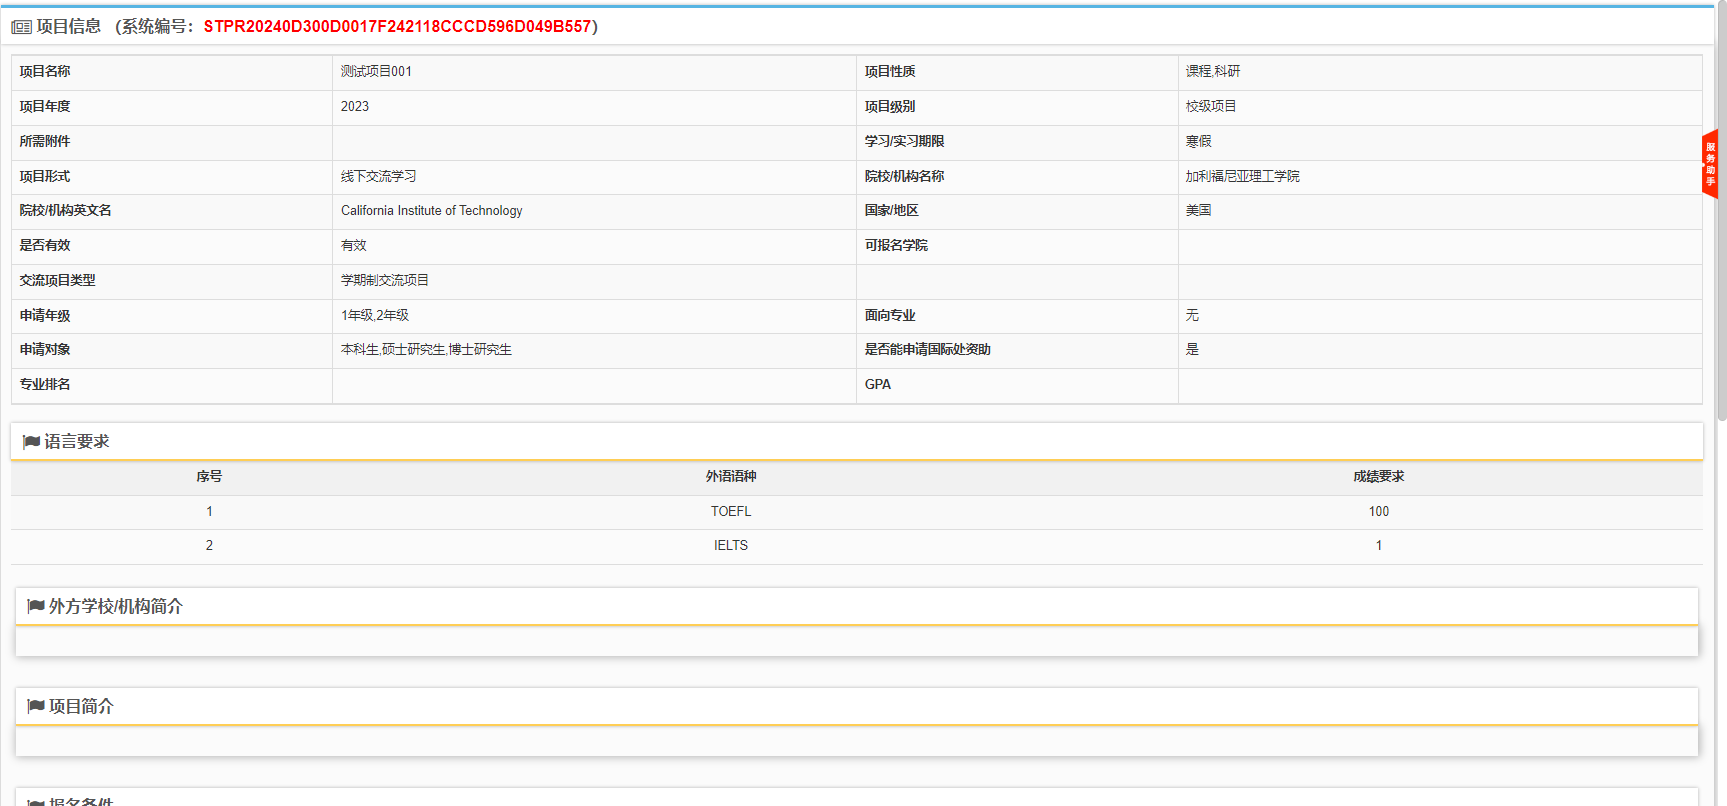 项目信息 (系统编号: STPR20240D300D0017F242118CCCD596D049B557)
项目名称 测试项目001 项目性质 课程,科研
项目年度 2023 项目级别 校级项目
所需附件 学习/实习期限 寒假
项目形式 线下交流学习 院校/机构名称 加利福尼亚理工学院
院校/机构英文名 California Institute of Technology 国家/地区 美国
是否有效 有效 可报名学院
交流项目类型 学期制交流项目
申请年级 1年级,2年级 面向专业 无
申请对象 本科生,硕士研究生,博士研究生 是否能申请国际处资助 是
专业排名 GPA
服务助手
语言要求
序号 外语语种 成绩要求
1 TOEFL 100
2 IELTS 1
外方学校/机构简介
项目简介
报名条件